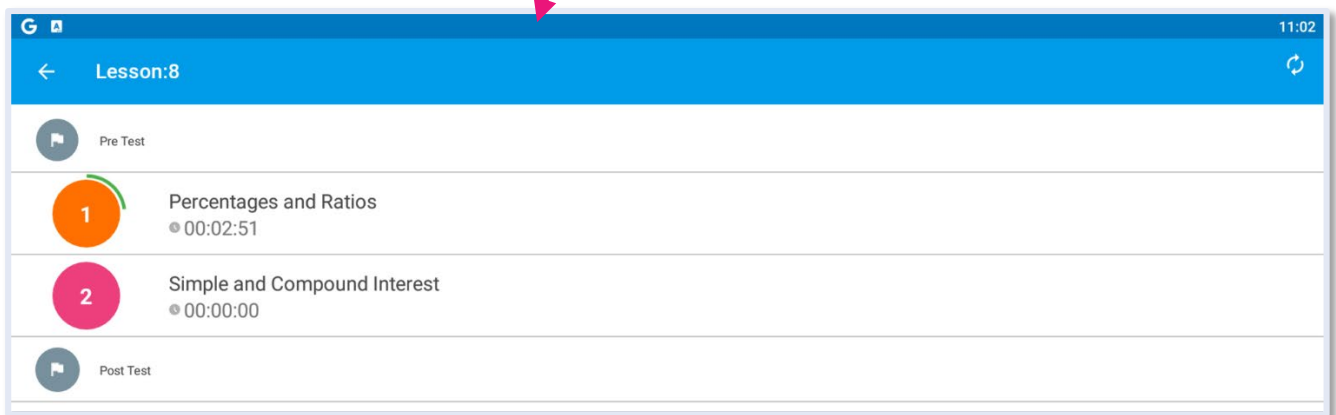 G A 11:02
Lesson:8
Pre Test
1
Percentages and Ratios
00:02:51
2
Simple and Compound Interest
00:00:00
Post Test